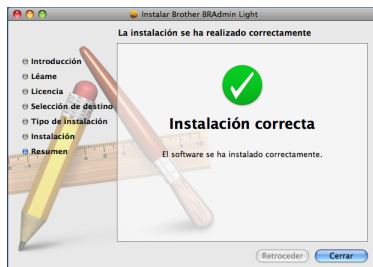 Instalar Brother BRAdmin Light
La instalación se ha realizado correctamente
Introducción
Léame
Licencia
Selección de destino
Tipo de instalación
Instalación
Resumen
Instalación correcta
El software se ha instalado correctamente.
Retroceder
Cerrar